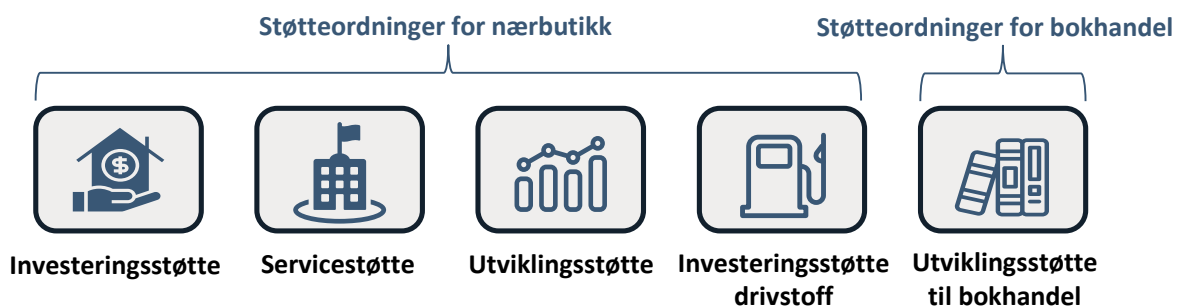 Støtteordninger for nærbutikk
Støtteordninger for bokhandel
$
Investeringsstøtte
Servicestøtte
Utviklingsstøtte
Investeringsstøtte
drivstoff
Utviklingsstøtte
til bokhandel